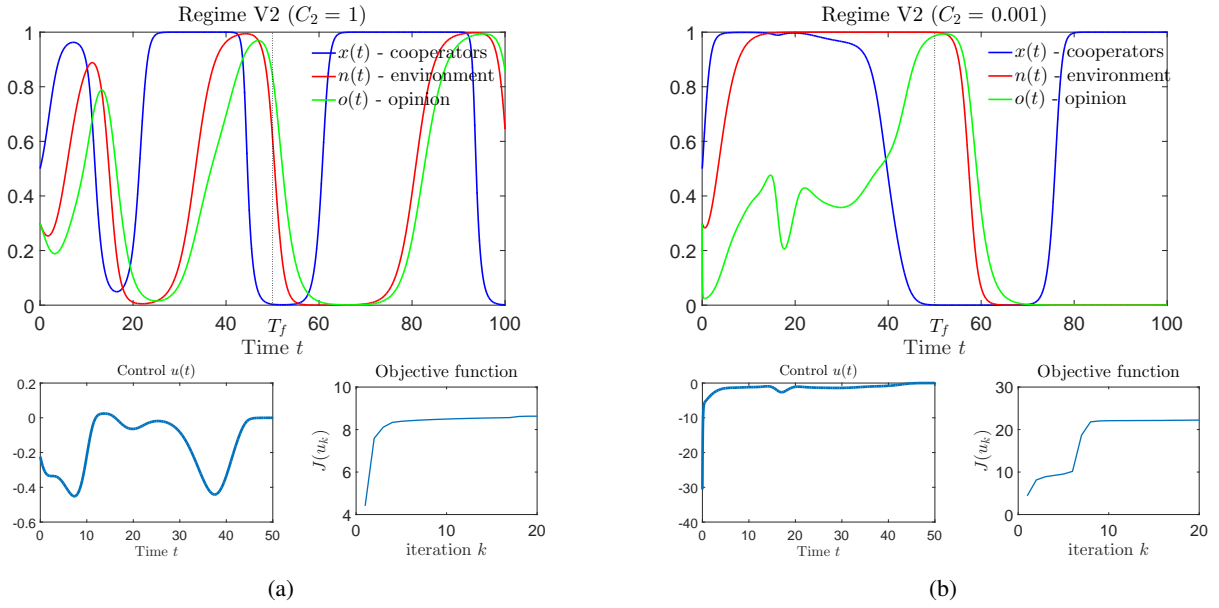 Regime V2 (C₂ = 1)
1
0.8
0.6
0.4
0.2
0
x(t) - cooperators
n(t) - environment
o(t) - opinion
0 20 40 T_f 60 80 100
Time t
Control u(t)
0.2
0
-0.2
-0.4
-0.6
0 10 20 30 40 50
Time t
Objective function
J(u_k)
10
8
6
4
0 10 20
iteration k
(a)
Regime V2 (C₂ = 0.001)
1
0.8
0.6
0.4
0.2
0
x(t) - cooperators
n(t) - environment
o(t) - opinion
0 20 40 T_f 60 80 100
Time t
Control u(t)
0
-10
-20
-30
-40
0 10 20 30 40 50
Time t
Objective function
J(u_k)
30
20
10
0
0 10 20
iteration k
(b)